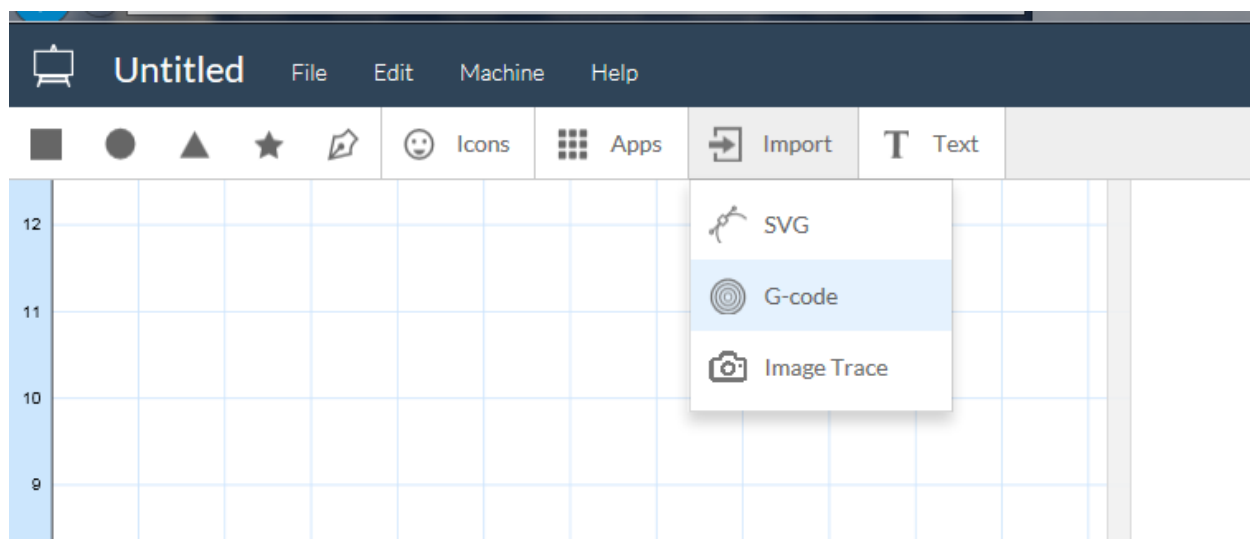 Untitled File Edit Machine Help
Icons Apps Import T Text
12
SVG
G-code
11
Image Trace
10
9